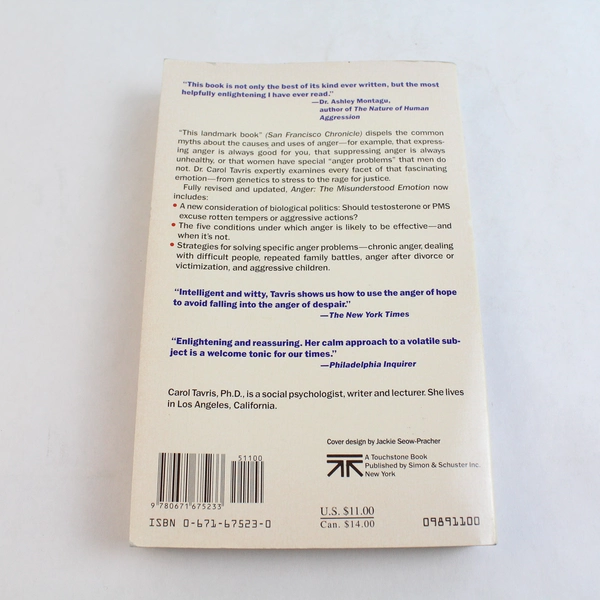 "This book is not only the best of its kind ever written, but the most
helpfully enlightening I have ever read."
—Dr. Ashley Montagu,
author of The Nature of Human
Aggression
"This landmark book" (San Francisco Chronicle) dispels the common
myths about the causes and uses of anger—for example, that express-
ing anger is always good for you, that suppressing anger is always
unhealthy, or that women have special "anger problems" that men do
not. Dr. Carol Tavris expertly examines every facet of that fascinating
emotion—from genetics to stress to the rage for justice.
Fully revised and updated, Anger: The Misunderstood Emotion now
includes:
• A new consideration of biological politics: Should testosterone or PMS
excuse rotten tempers or aggressive actions?
• The five conditions under which anger is likely to be effective—and
when it's not.
• Strategies for solving specific anger problems—chronic anger, dealing
with difficult people, repeated family battles, anger after divorce or
victimization, and aggressive children.
"Intelligent and witty, Tavris shows us how to use the anger of hope
to avoid falling into the anger of despair."
—The New York Times
"Enlightening and reassuring. Her calm approach to a volatile sub-
ject is a welcome tonic for our times."
—Philadelphia Inquirer
Carol Tavris, Ph.D., is a social psychologist, writer and lecturer. She lives
in Los Angeles, California.
Cover design by Jackie Seow-Pracher
A Touchstone Book
Published by Simon & Schuster Inc.
New York
51100
9 780671 675233
ISBN 0-671-67523-0
U.S. $11.00
Can. $14.00
09891100